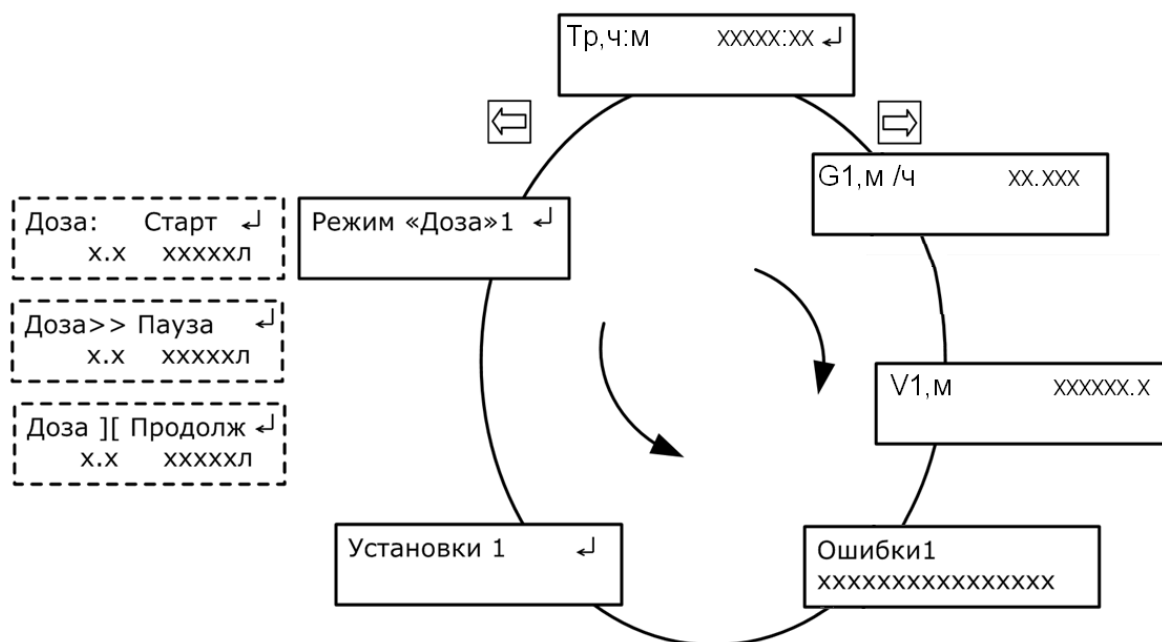 Тр,ч:м xxxxx:xx ↵
G1,м /ч xx.xxx
Режим «Доза»1 ↵
Доза: Старт ↵
x.x xxxxxл
Доза>> Пауза ↵
x.x xxxxxл
V1,м xxxxxx.x
Доза ][ Продолж ↵
x.x xxxxxл
Установки 1 ↵
Ошибки1
xxxxxxxxxxxxxxxx